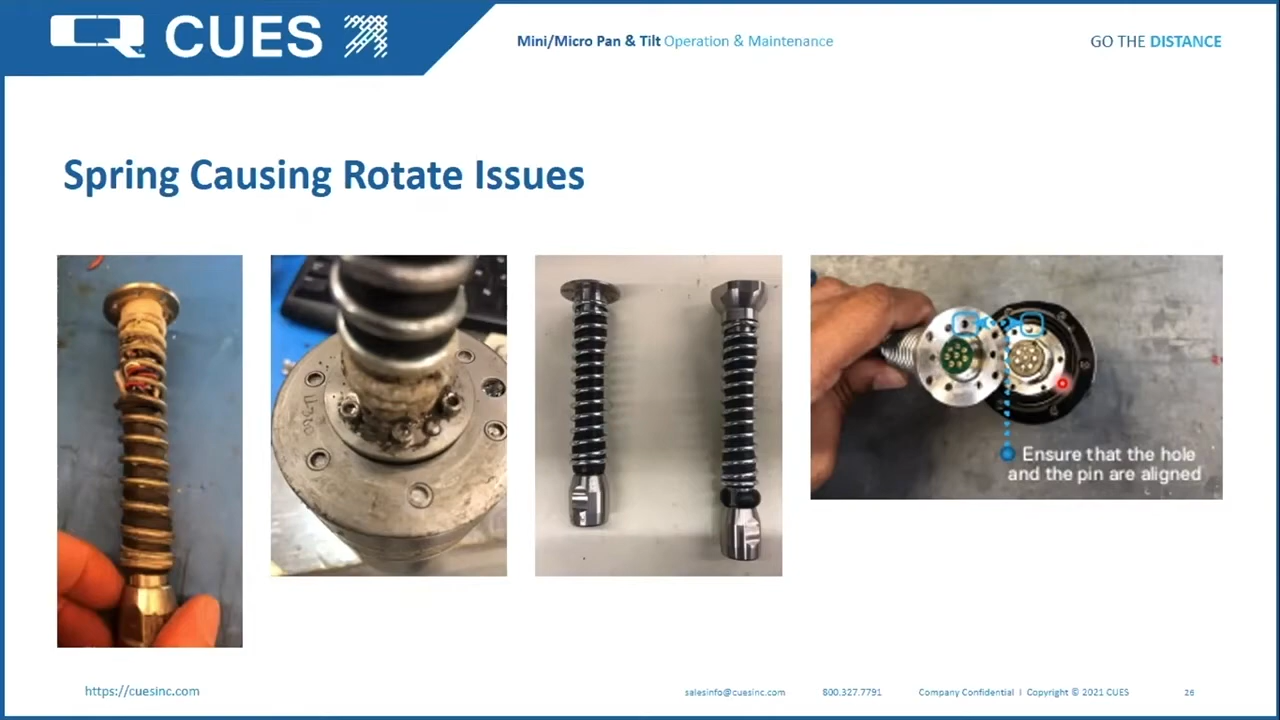 CUES
Mini/Micro Pan & Tilt Operation & Maintenance
GO THE DISTANCE
Spring Causing Rotate Issues
Ensure that the hole
and the pin are aligned
https://cuesinc.com
salesinfo@cuesinc.com
800.327.7791
Company Confidential I Copyright © 2021 CUES
26